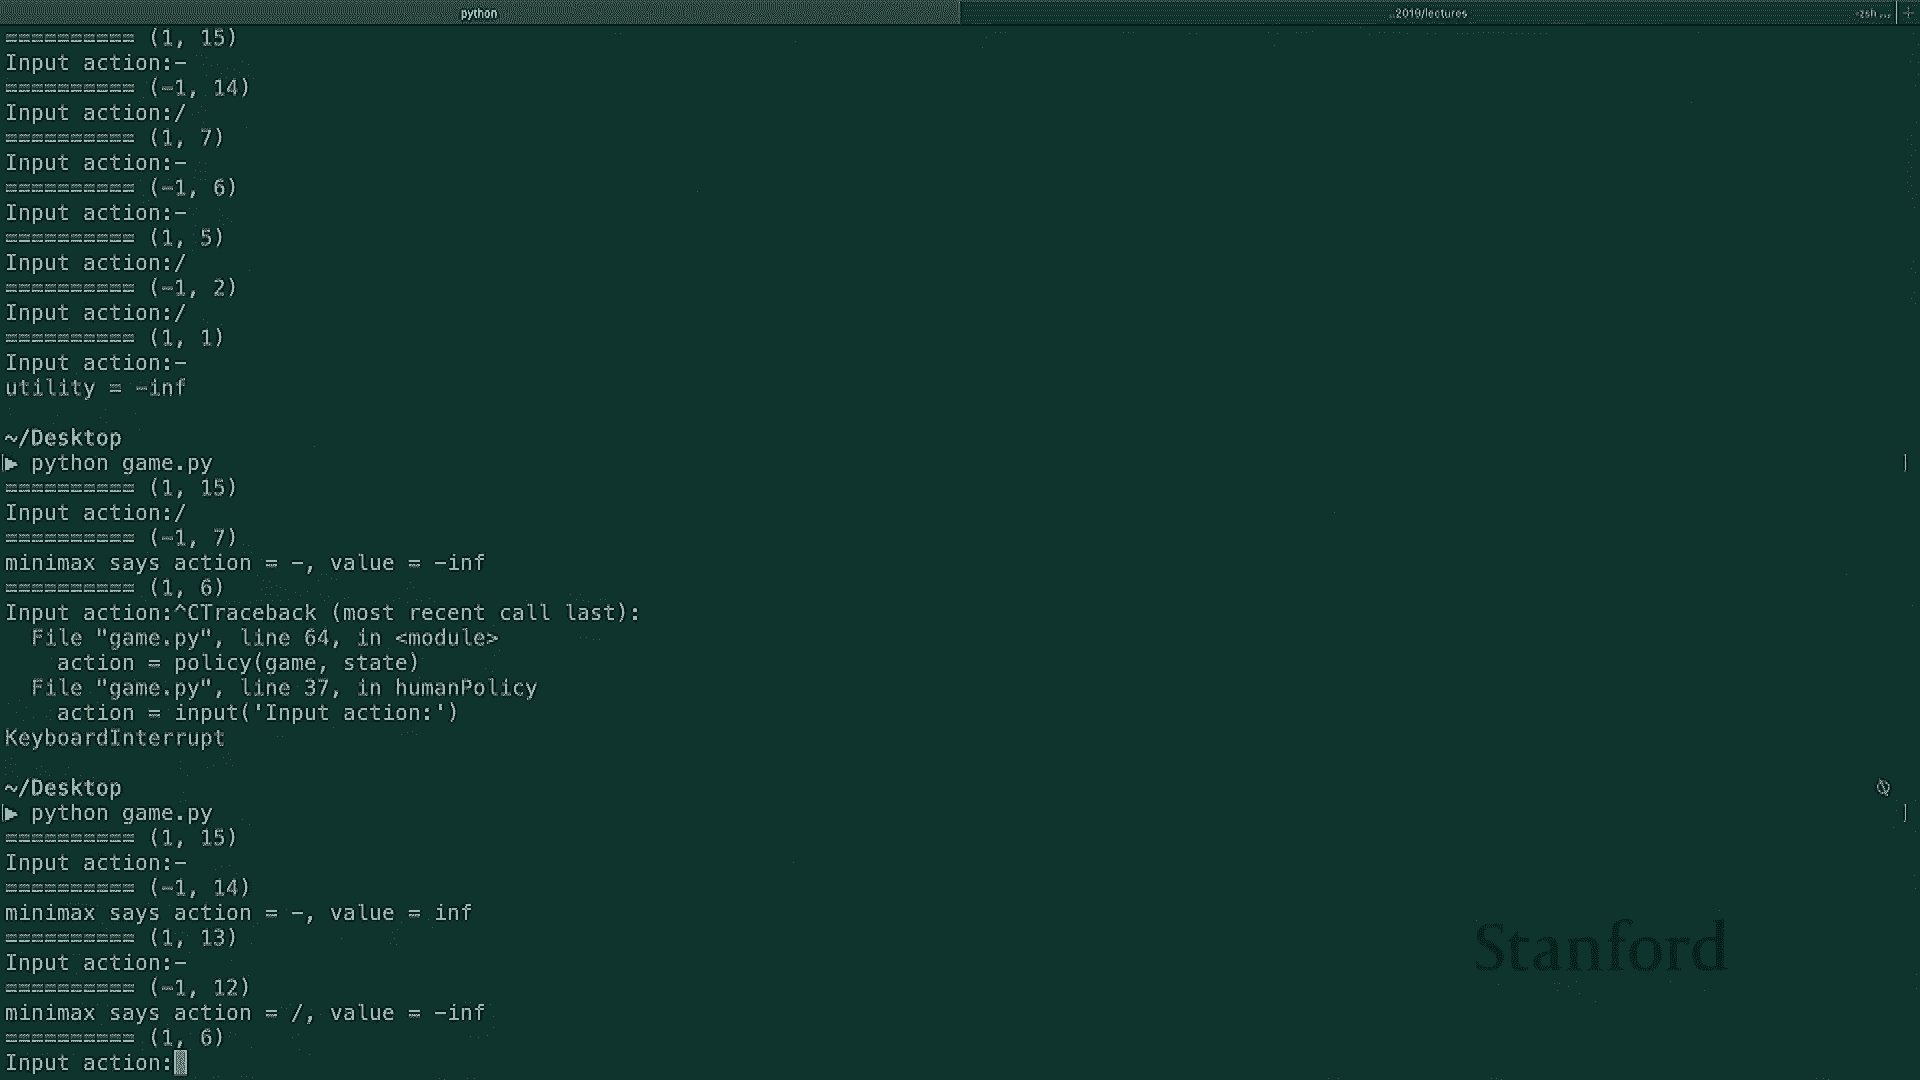 python
..2019/lectures
-zsh ...
+
========== (1, 15)
Input action:-
========== (-1, 14)
Input action:/
========== (1, 7)
Input action:-
========== (-1, 6)
Input action:-
========== (1, 5)
Input action:/
========== (-1, 2)
Input action:/
========== (1, 1)
Input action:-
utility = -inf
~/Desktop
▶ python game.py
========== (1, 15)
Input action:/
========== (-1, 7)
minimax says action = -, value = -inf
========== (1, 6)
Input action:^CTraceback (most recent call last):
  File "game.py", line 64, in <module>
    action = policy(game, state)
  File "game.py", line 37, in humanPolicy
    action = input('Input action:')
KeyboardInterrupt
~/Desktop
▶ python game.py
========== (1, 15)
Input action:-
========== (-1, 14)
minimax says action = -, value = inf
========== (1, 13)
Input action:-
========== (-1, 12)
minimax says action = /, value = -inf
========== (1, 6)
Input action:
Stanford